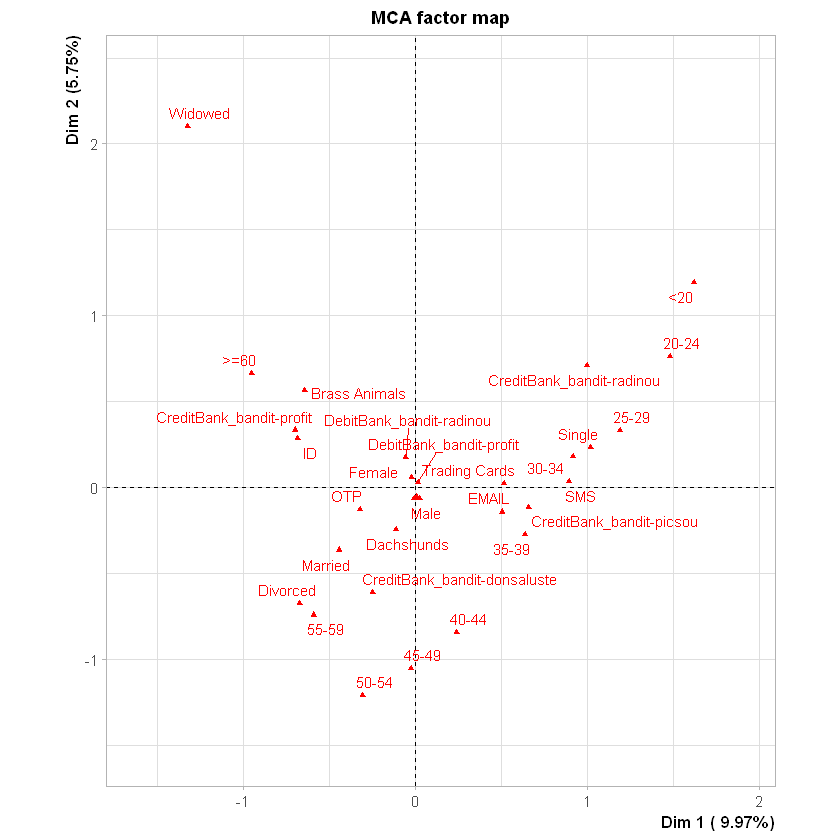 MCA factor map
Dim 2 (5.75%)
Widowed
2
<20
1
20-24
>=60
CreditBank_bandit-radinou
Brass Animals
CreditBank_bandit-profit
DebitBank_bandit-radinou
25-29
Single
DebitBank_bandit-profit
ID
Female
Trading Cards
30-34
0
OTP
EMAIL
SMS
Male
CreditBank_bandit-picsou
Dachshunds
35-39
Married
CreditBank_bandit-donsaluste
Divorced
40-44
55-59
45-49
-1
50-54
-1
0
1
2
Dim 1 ( 9.97%)